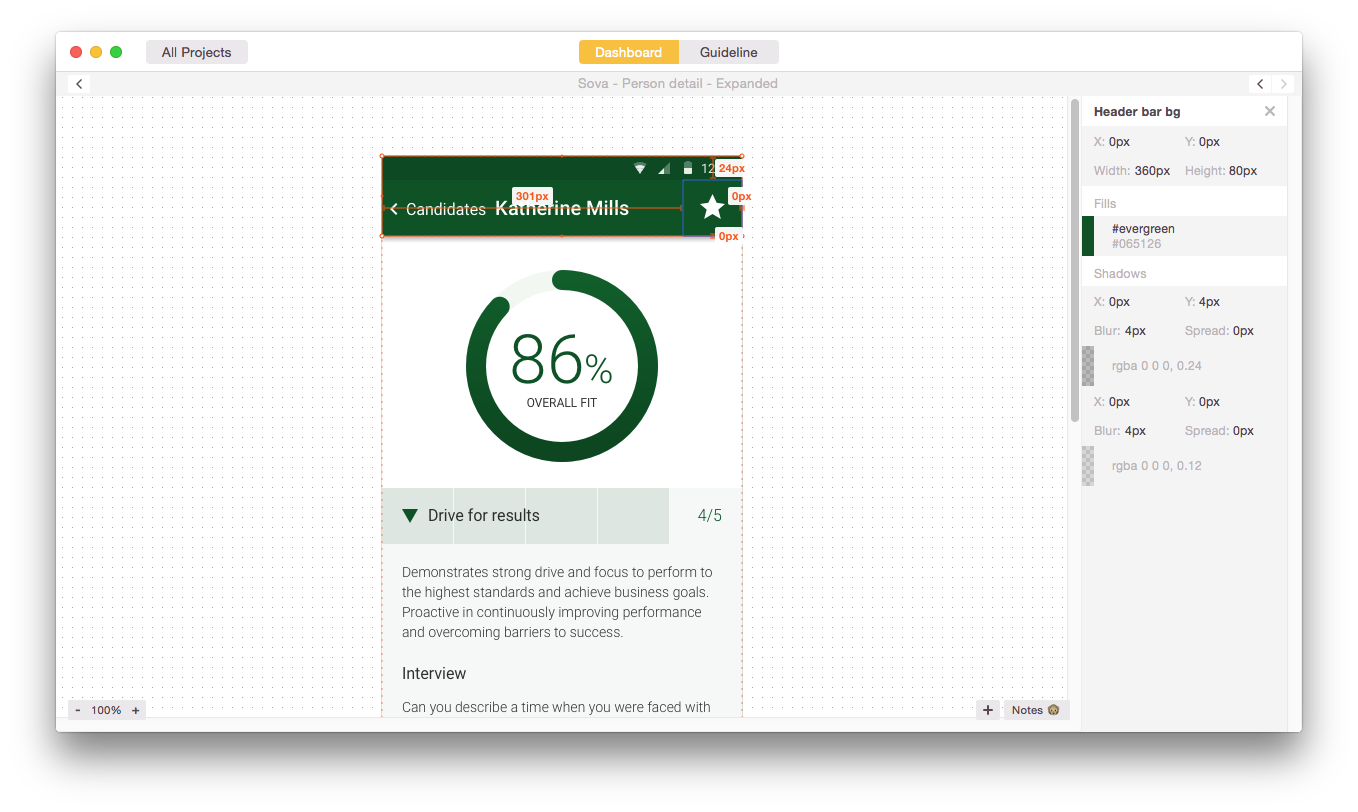 All Projects
Dashboard
Guideline
Sova - Person detail - Expanded
12
24px
Candidates
Katherine Mills
301px
0px
0px
86%
OVERALL FIT
Drive for results
4/5
Demonstrates strong drive and focus to perform to
the highest standards and achieve business goals.
Proactive in continuously improving performance
and overcoming barriers to success.
Interview
Can you describe a time when you were faced with
- 100% +
+
Notes
Header bar bg
X: 0px Y: 0px
Width: 360px Height: 80px
Fills
#evergreen
#065126
Shadows
X: 0px Y: 4px
Blur: 4px Spread: 0px
rgba 0 0 0, 0.24
X: 0px Y: 0px
Blur: 4px Spread: 0px
rgba 0 0 0, 0.12